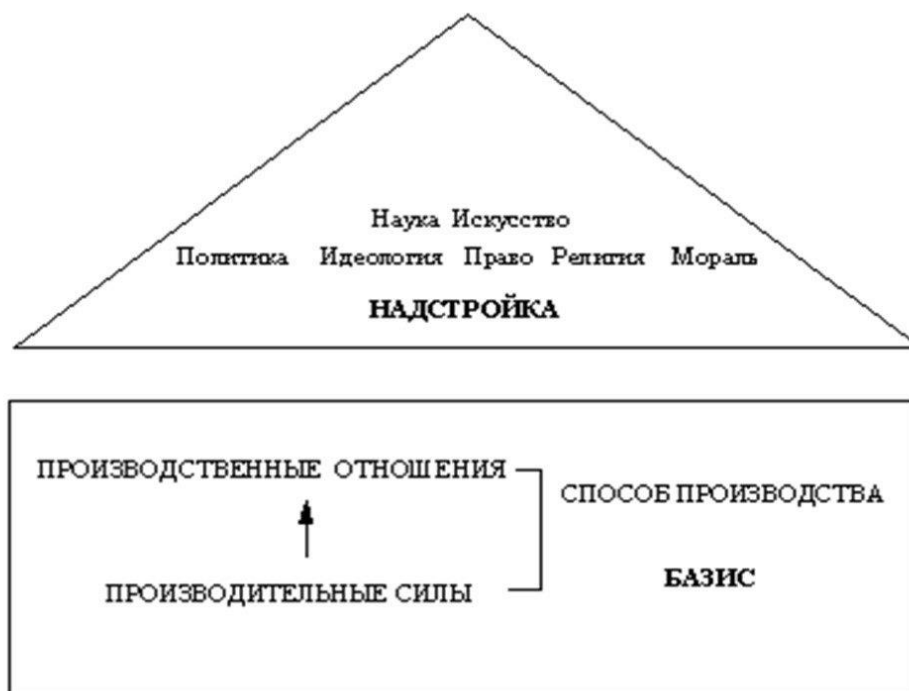 Наука Искусство
Политика Идеология Право Религия Мораль
НАДСТРОЙКА
ПРОИЗВОДСТВЕННЫЕ ОТНОШЕНИЯ
СПОСОБ ПРОИЗВОДСТВА
ПРОИЗВОДИТЕЛЬНЫЕ СИЛЫ
БАЗИС